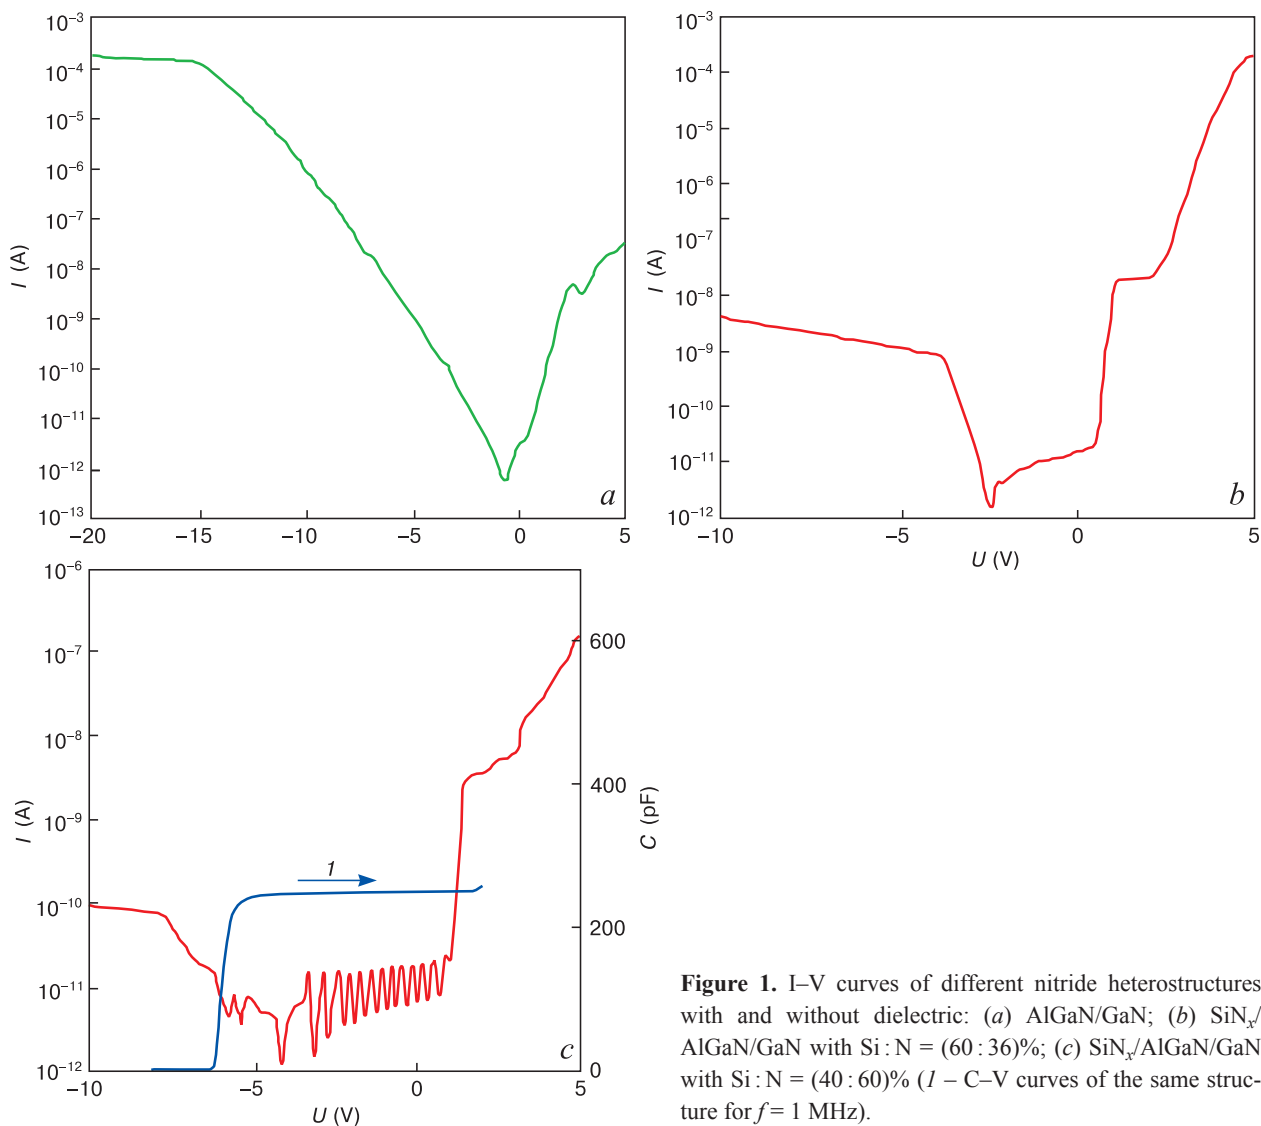 10⁻³
10⁻⁴
10⁻⁵
10⁻⁶
10⁻⁷
10⁻⁸
10⁻⁹
10⁻¹⁰
10⁻¹¹
10⁻¹²
10⁻¹³
I (A)
−20 −15 −10 −5 0 5
a
10⁻³
10⁻⁴
10⁻⁵
10⁻⁶
10⁻⁷
10⁻⁸
10⁻⁹
10⁻¹⁰
10⁻¹¹
10⁻¹²
I (A)
−10 −5 0 5
U (V)
b
10⁻⁶
10⁻⁷
10⁻⁸
10⁻⁹
10⁻¹⁰
10⁻¹¹
10⁻¹²
I (A)
−10 −5 0 5
U (V)
600
400
200
0
C (pF)
1
c
Figure 1. I–V curves of different nitride heterostructures
with and without dielectric: (a) AlGaN/GaN; (b) SiNₓ/
AlGaN/GaN with Si : N = (60 : 36)%; (c) SiNₓ/AlGaN/GaN
with Si : N = (40 : 60)% (1 – C–V curves of the same struc-
ture for f = 1 MHz).